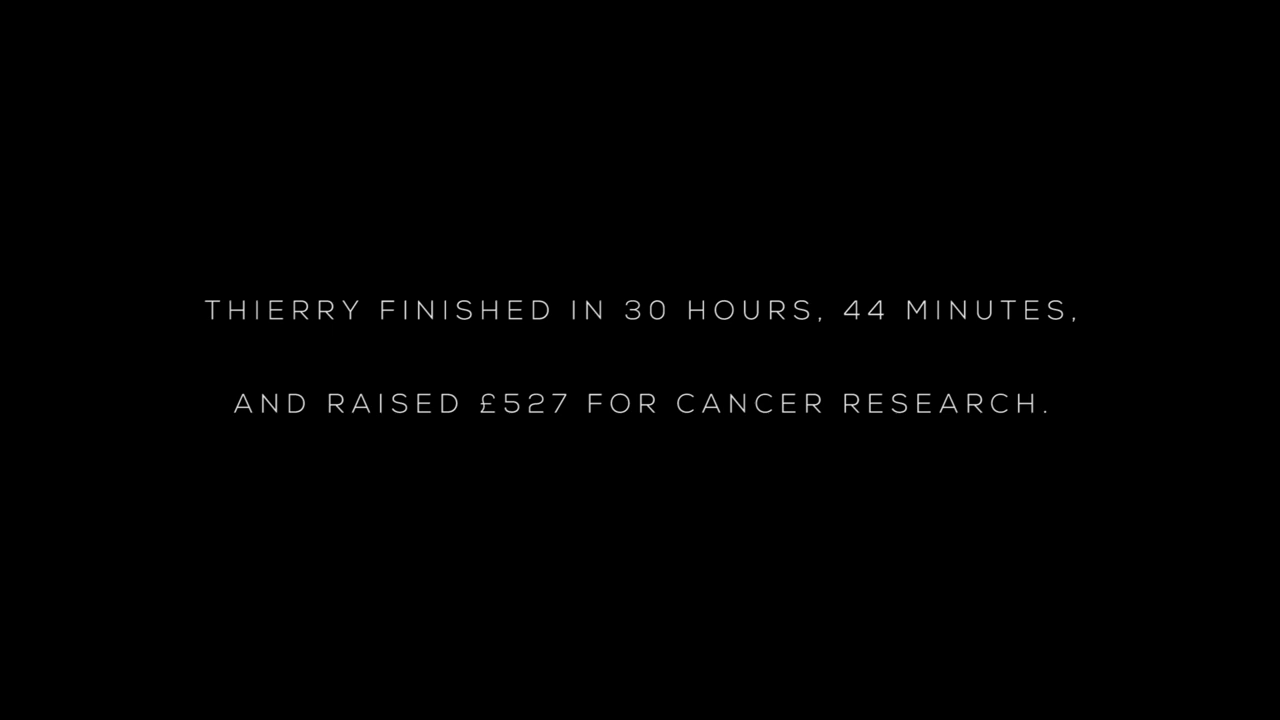 THIERRY FINISHED IN 30 HOURS, 44 MINUTES,
AND RAISED £527 FOR CANCER RESEARCH.